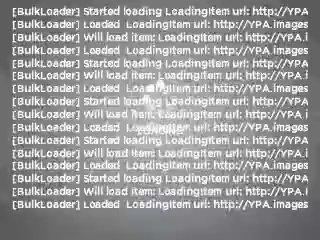 [BulkLoader] Started loading LoadingItem url: http://YPA
[BulkLoader] Loaded LoadingItem url: http://YPA.images
[BulkLoader] Will load item: LoadingItem url: http://YPA.i
[BulkLoader] Loaded LoadingItem url: http://YPA.images
[BulkLoader] Started loading LoadingItem url: http://YPA
[BulkLoader] Will load item: LoadingItem url: http://YPA.i
[BulkLoader] Loaded LoadingItem url: http://YPA.images
[BulkLoader] Started loading LoadingItem url: http://YPA
[BulkLoader] Will load item: LoadingItem url: http://YPA.i
[BulkLoader] Loaded LoadingItem url: http://YPA.images
LOADING
[BulkLoader] Started loading LoadingItem url: http://YPA
[BulkLoader] Will load item: LoadingItem url: http://YPA.i
[BulkLoader] Loaded LoadingItem url: http://YPA.images
[BulkLoader] Started loading LoadingItem url: http://YPA
[BulkLoader] Will load item: LoadingItem url: http://YPA.i
[BulkLoader] Loaded LoadingItem url: http://YPA.images